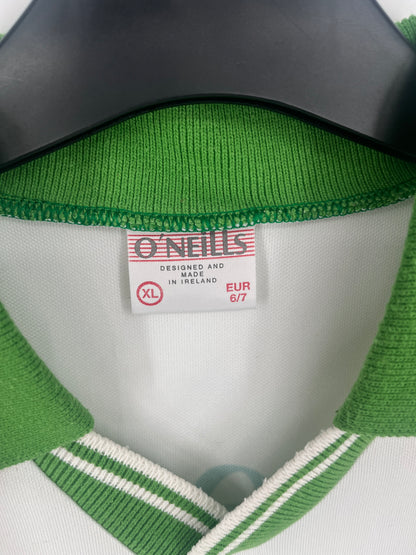 O'NEILLS
DESIGNED AND
MADE
IN IRELAND
XL
EUR
6/7